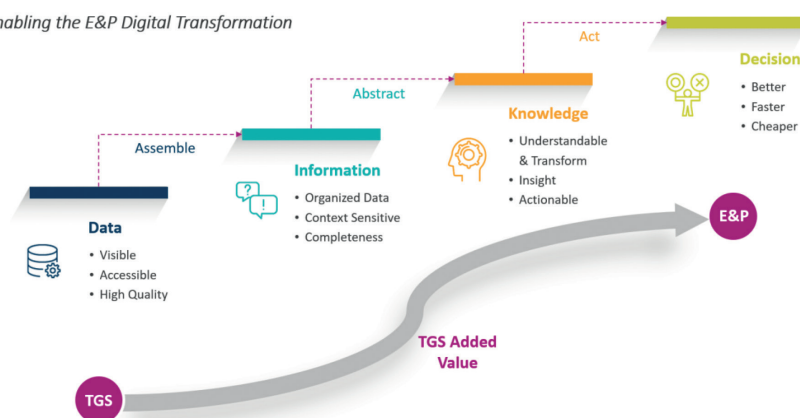 nabling the E&P Digital Transformation
Act
Decision
• Better
• Faster
• Cheaper
Abstract
Knowledge
• Understandable
& Transform
• Insight
• Actionable
Assemble
Information
• Organized Data
• Context Sensitive
• Completeness
? !
Data
• Visible
• Accessible
• High Quality
E&P
TGS Added
Value
TGS